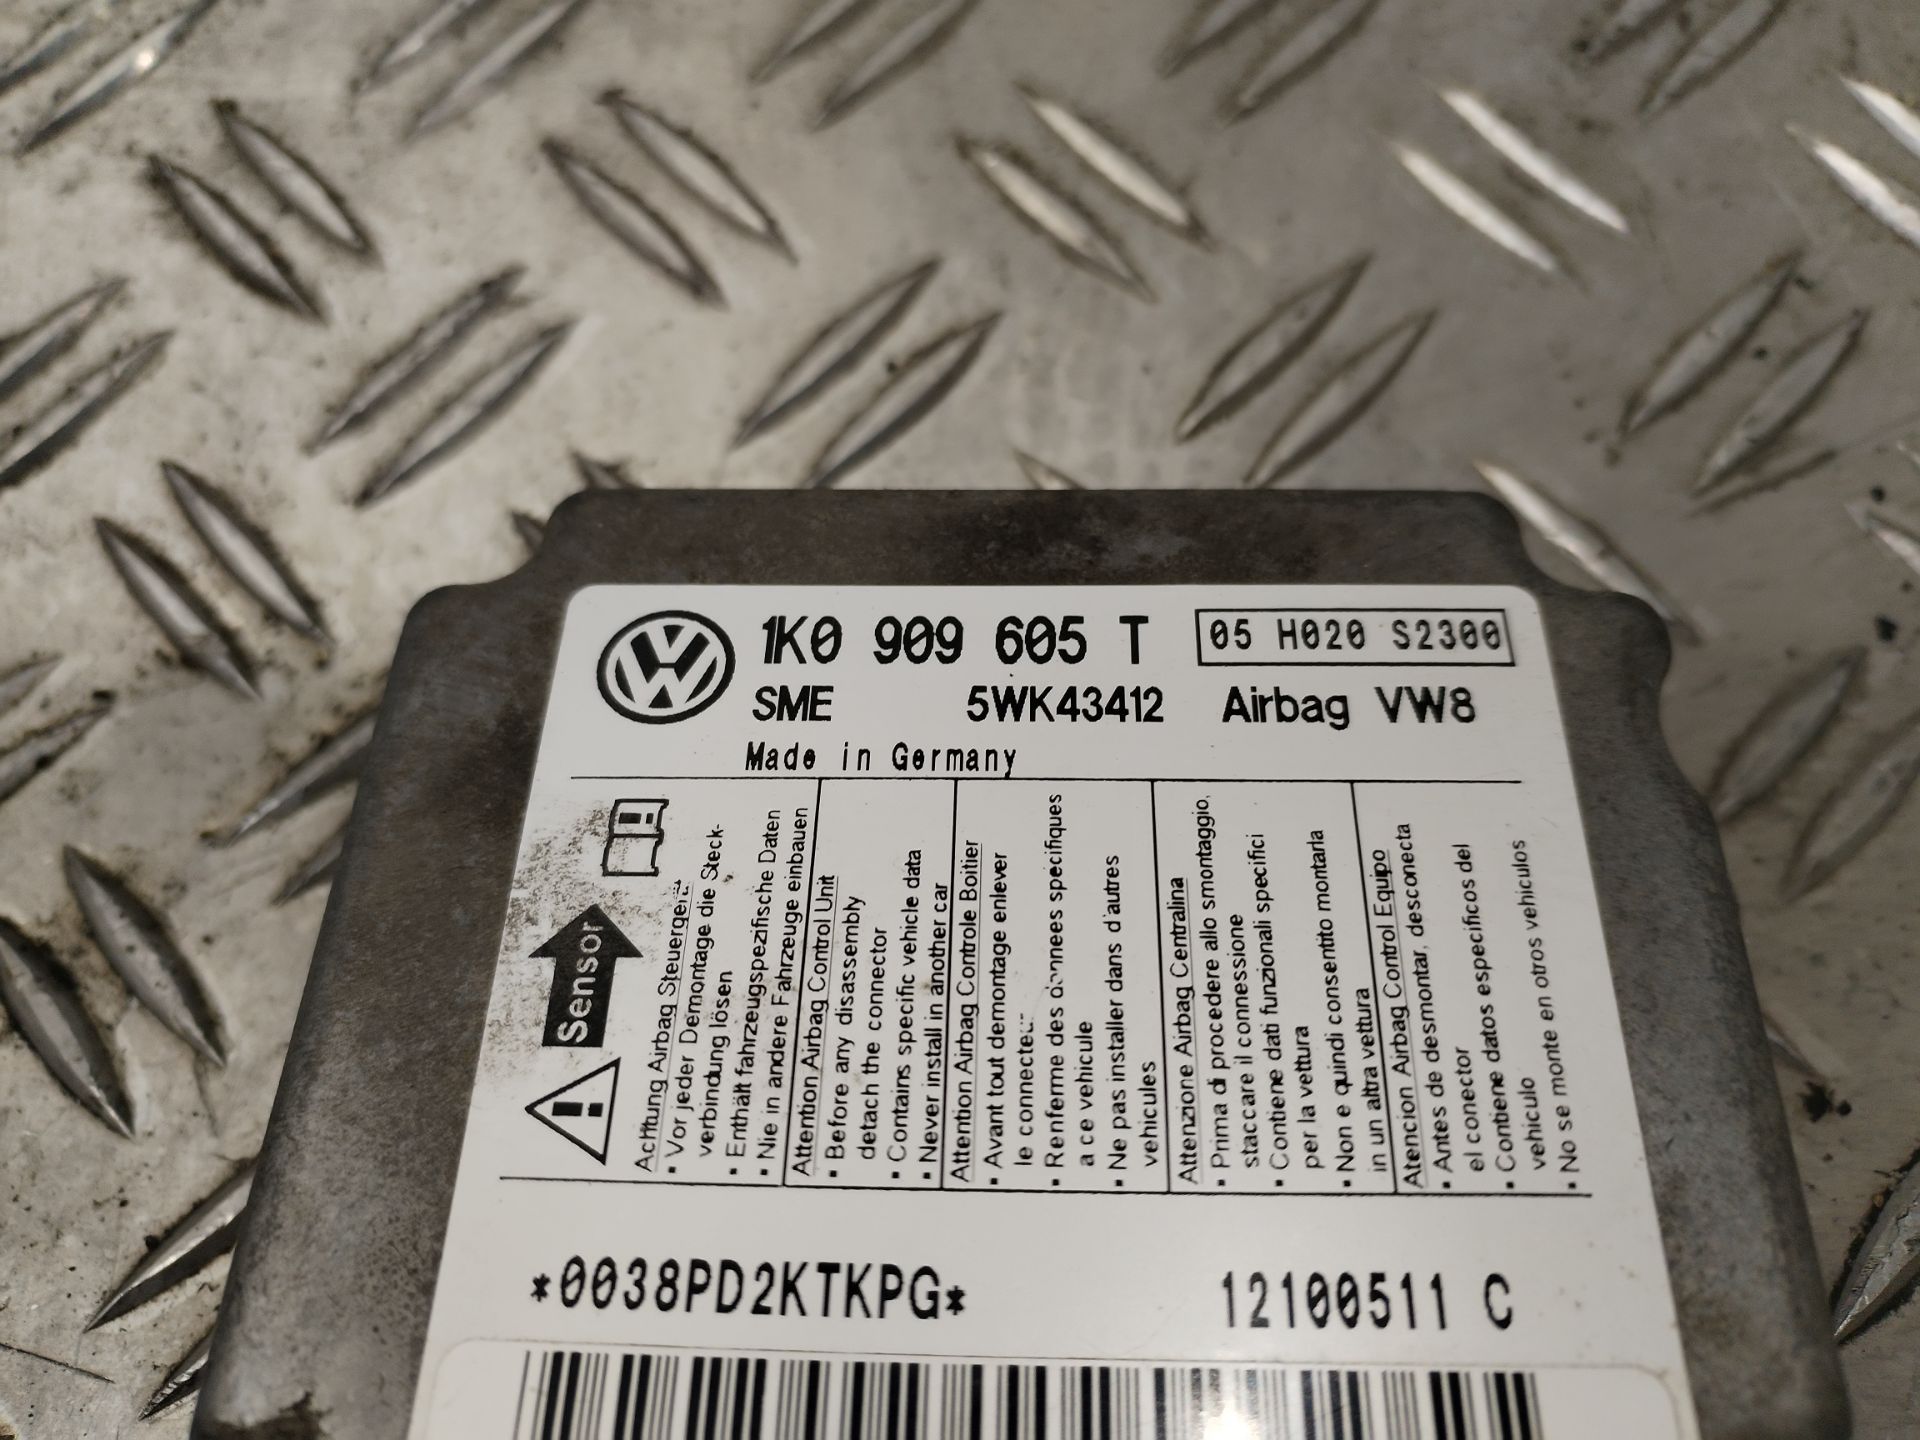 1K0 909 605 T 05 H020 S2300
SME 5WK43412 Airbag VW8
Made in Germany
Sensor
Achtung Airbag Steuergerät
• Vor jeder Demontage die Steck-
verbindung lösen
• Enthält fahrzeugspezifische Daten
• Nie in andere Fahrzeuge einbauen
Attention Airbag Control Unit
• Before any disassembly
detach the connector
• Contains specific vehicle data
• Never install in another car
Attention Airbag Controle Boitier
• Avant tout demontage enlever
le connecteur
• Renferme des donnees specifiques
a ce vehicule
• Ne pas installer dans d'autres
vehicules
Attenzione Airbag Centralina
• Prima di procedere allo smontaggio,
staccare il connessione
• Contiene dati funzionali specifici
per la vettura
• Non e quindi consentito montarla
in un altra vettura
Atencion Airbag Control Equipo
• Antes de desmontar, desconecta
el conector
• Contiene datos especificos del
vehiculo
• No se monte en otros vehiculos
*0038PD2KTKPG* 12100511 C